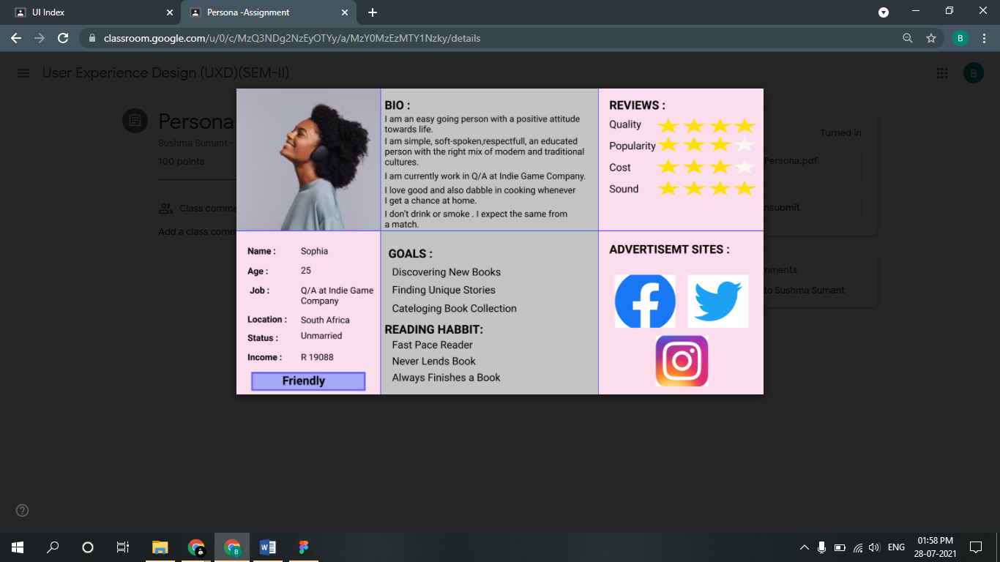 UI Index
Persona -Assignment
classroom.google.com/u/0/c/MzQ3NDg2NzEyOTYy/a/MzY0MzEzMTY1Nzky/details
B
User Experience Design (UXD)(SEM-II)
B
Persona
Sushma Sumant •
100 points
Class comme
Add a class comm
Turned in
Persona.pdf
nsubmit
mments
to Sushma Sumant
BIO :
I am an easy going person with a positive attitude
towards life.
I am simple, soft-spoken,respectfull, an educated
person with the right mix of modem and traditional
cultures.
I am currently work in Q/A at Indie Game Company.
I love good and also dabble in cooking whenever
I get a chance at home.
I don't drink or smoke . I expect the same from
a match.
REVIEWS :
Quality
Popularity
Cost
Sound
Name : Sophia
Age : 25
Job : Q/A at Indie Game
Company
Location : South Africa
Status : Unmarried
Income : R 19088
Friendly
GOALS :
Discovering New Books
Finding Unique Stories
Cateloging Book Collection
READING HABBIT:
Fast Pace Reader
Never Lends Book
Always Finishes a Book
ADVERTISEMT SITES :
ENG
01:58 PM
28-07-2021